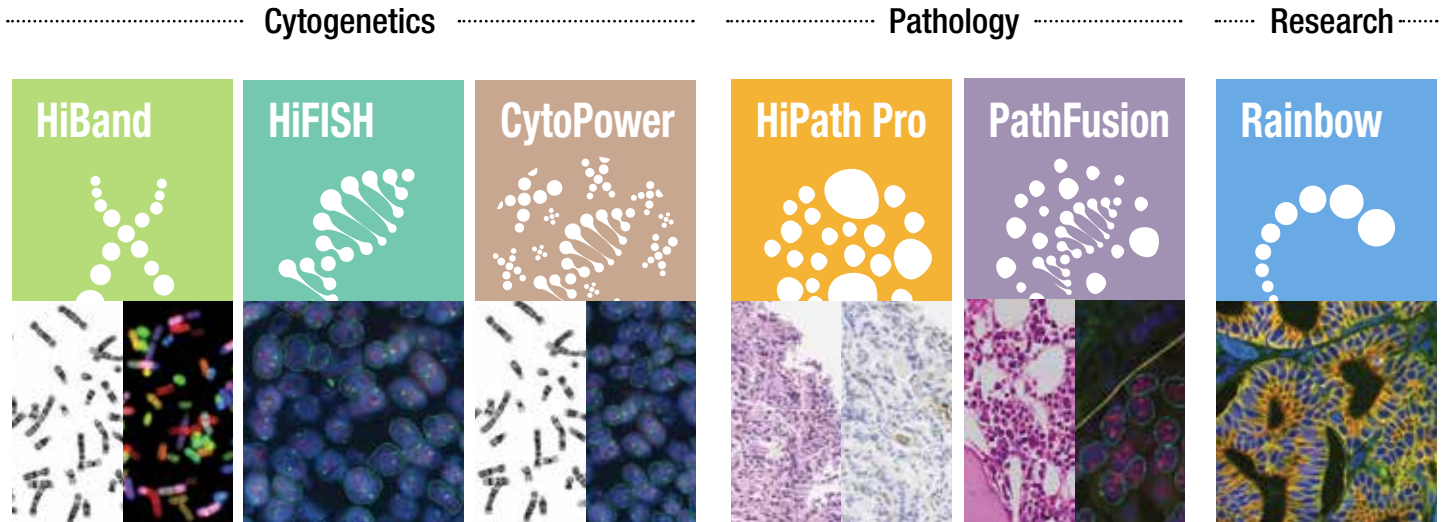 Cytogenetics
Pathology
Research
HiBand
HiFISH
CytoPower
HiPath Pro
PathFusion
Rainbow